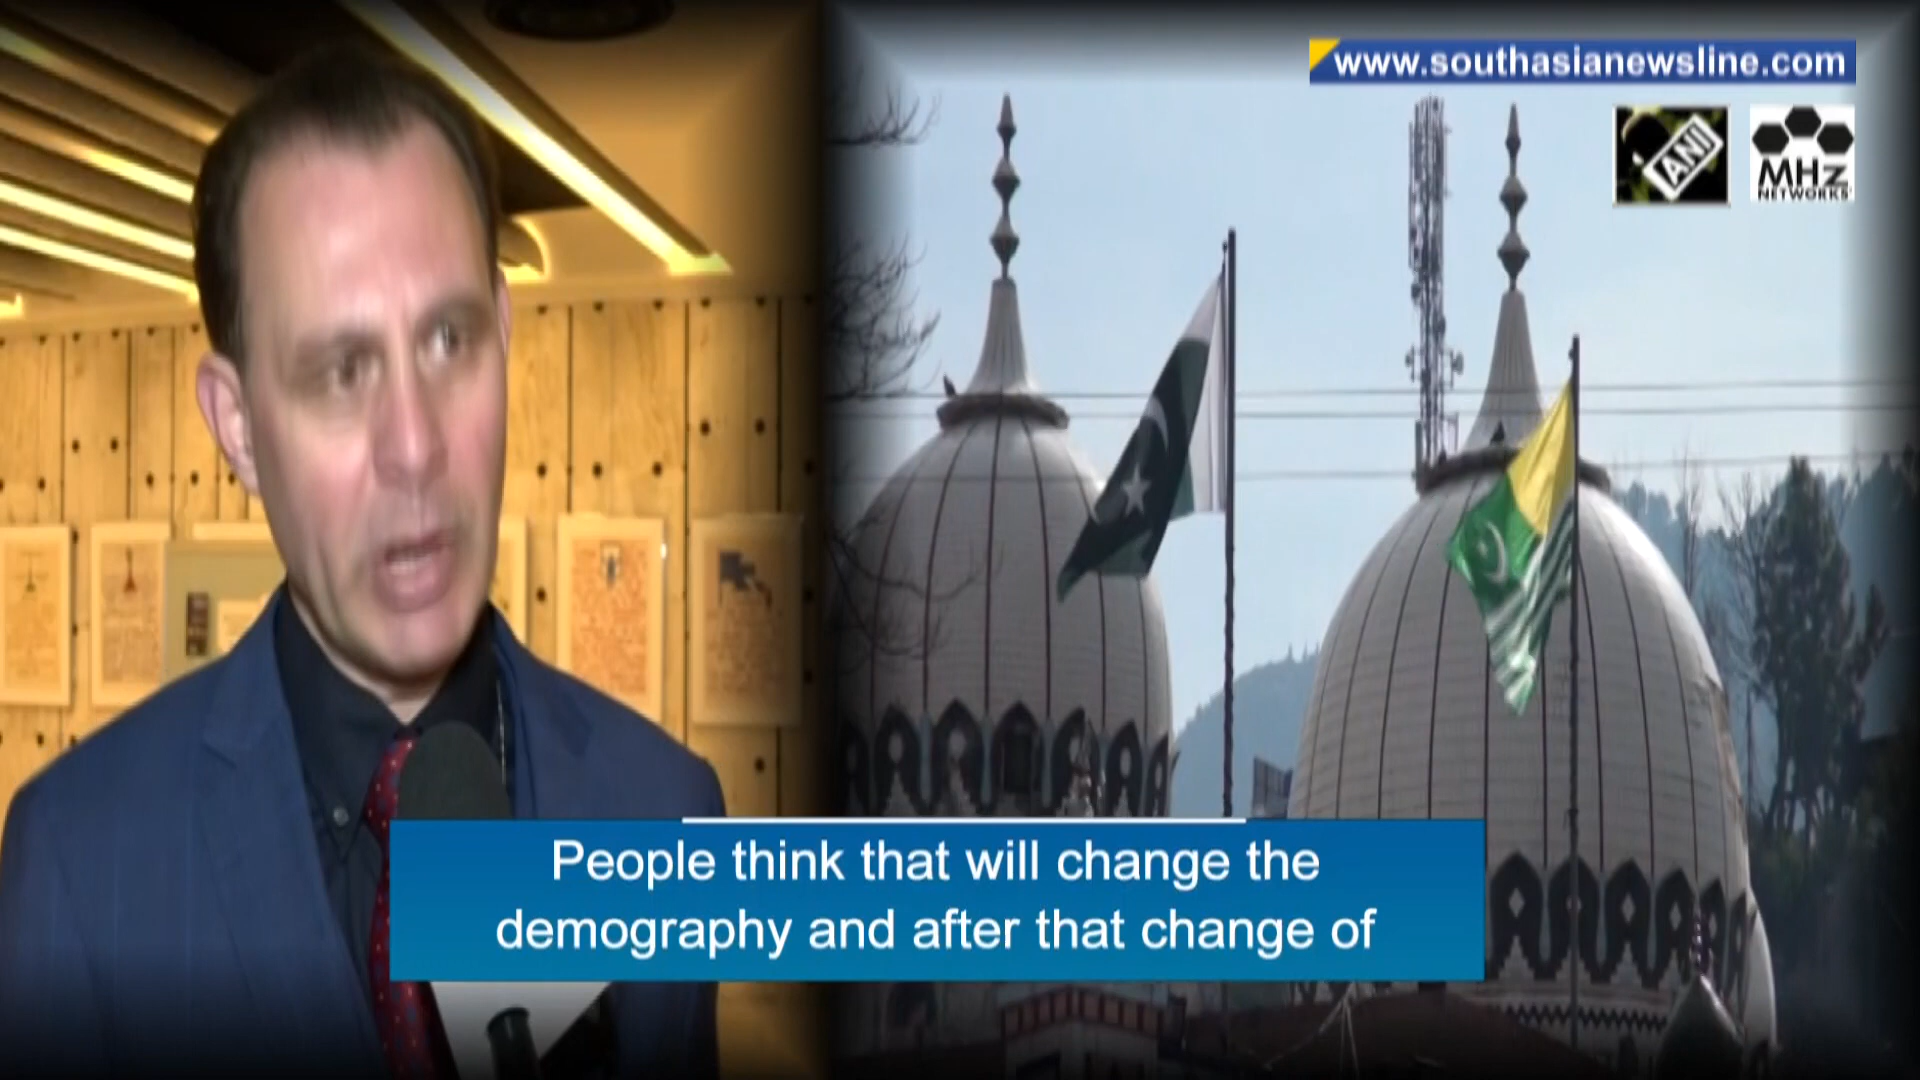 www.southasianewsline.com
ANI
MHz
NETWORKS
People think that will change the
demography and after that change of